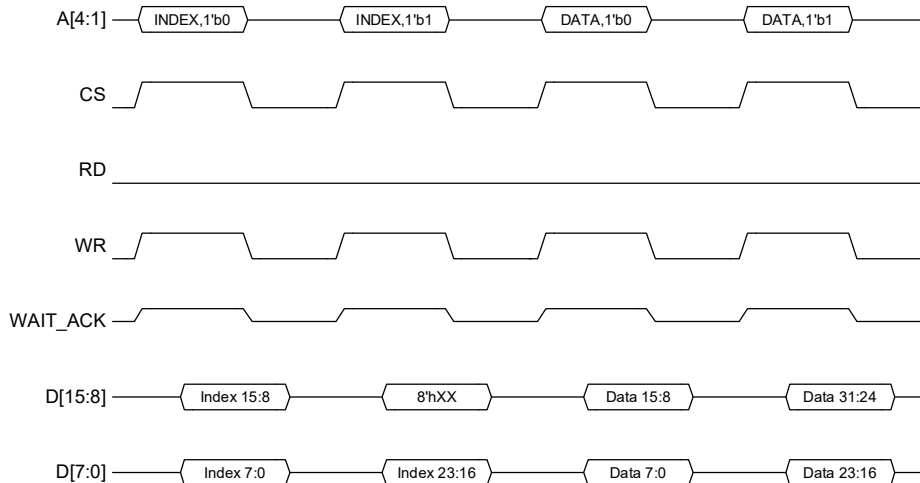 A[4:1] INDEX,1'b0 INDEX,1'b1 DATA,1'b0 DATA,1'b1
CS
RD
WR
WAIT_ACK
D[15:8] Index 15:8 8'hXX Data 15:8 Data 31:24
D[7:0] Index 7:0 Index 23:16 Data 7:0 Data 23:16